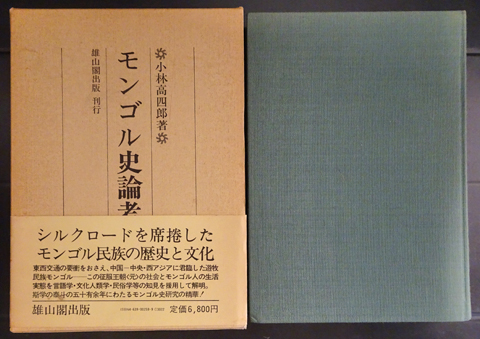 小林高四郎著
モンゴル史論考
雄山閣出版 刊行
シルクロードを席捲した
モンゴル民族の歴史と文化
東西交通の要衝をおさえ、中国―中央・西アジアに君臨した遊牧
民族モンゴル――この征服王朝〈元〉の社会とモンゴル人の生活
実態を言語学・文化人類学・民俗学等の知見を援用して解明。
斯学の泰斗の五十有余年にわたるモンゴル史研究の精華!
雄山閣出版
定価6,800円